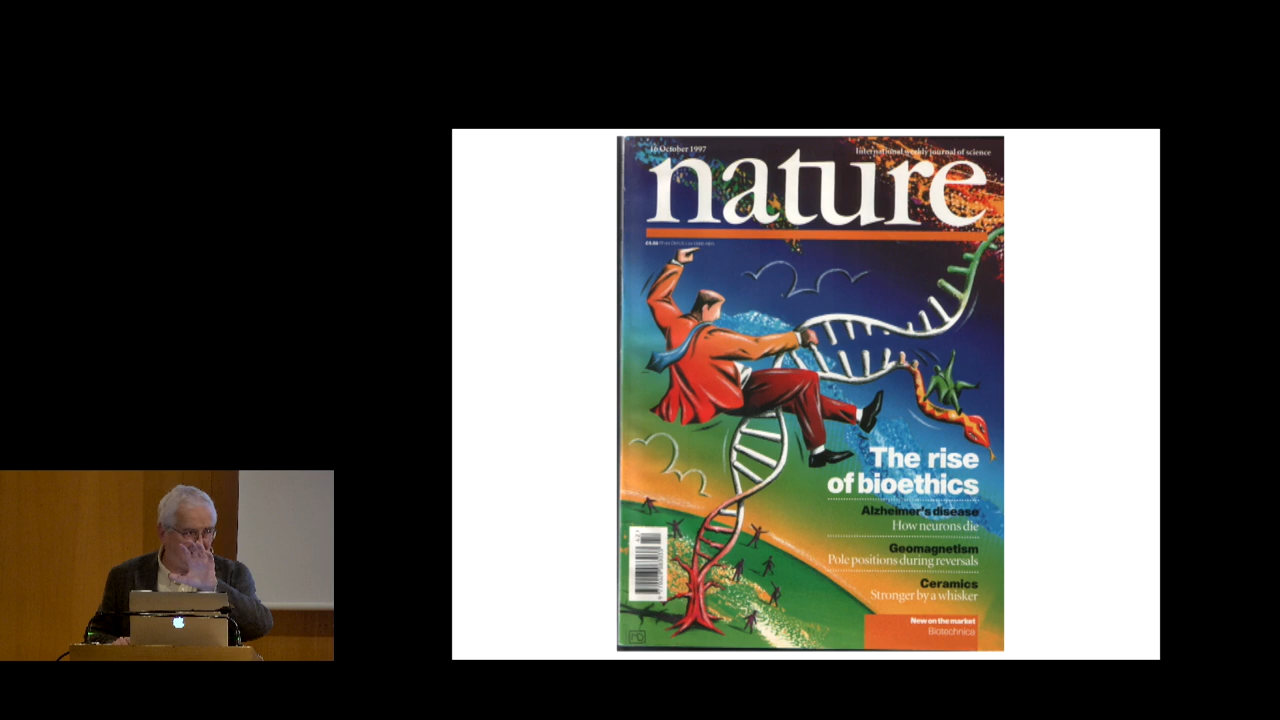 16 October 1997
International weekly journal of science
nature
The rise
of bioethics
Alzheimer's disease
How neurons die
Geomagnetism
Pole positions during reversals
Ceramics
Stronger by a whisker
New on the market
Biotechnica